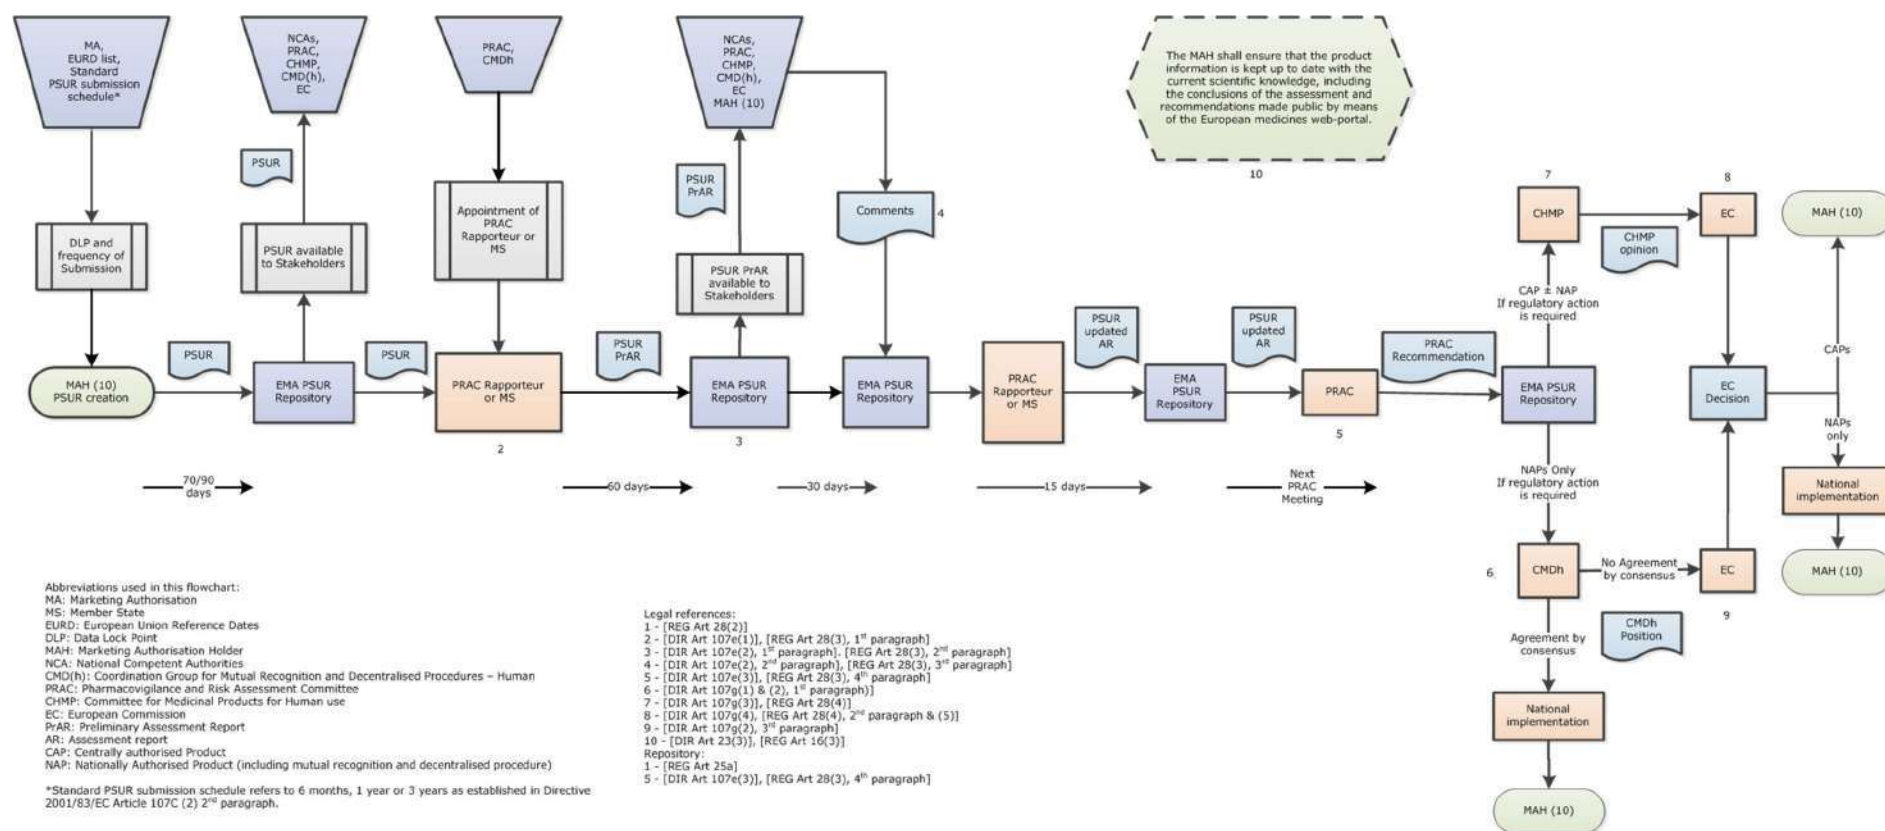 MA,
EURD list,
Standard
PSUR submission
schedule*
NCAs,
PRAC,
CHMP,
CMD(h),
EC
PRAC,
CMDh
NCAs,
PRAC,
CHMP,
CMD(h),
EC
MAH (10)
The MAH shall ensure that the product
information is kept up to date with the
current scientific knowledge, including
the conclusions of the assessment and
recommendations made public by means
of the European medicines web-portal.
10
PSUR
PSUR
PrAR
Comments
4
DLP and
frequency of
Submission
PSUR available
to Stakeholders
Appointment of
PRAC
Rapporteur or
MS
PSUR PrAR
available to
Stakeholders
7
CHMP
CHMP
opinion
8
EC
MAH (10)
CAP ± NAP
If regulatory action
is required
CAPs
MAH (10)
PSUR creation
PSUR
EMA PSUR
Repository
PSUR
PRAC Rapporteur
or MS
2
PSUR
PrAR
EMA PSUR
Repository
3
EMA PSUR
Repository
PRAC
Rapporteur
or MS
PSUR
updated
AR
EMA
PSUR
Repository
PSUR
updated
AR
PRAC
5
PRAC
Recommendation
EMA PSUR
Repository
EC
Decision
NAPs
only
70/90
days
60 days
30 days
15 days
Next
PRAC
Meeting
NAPs Only
If regulatory action
is required
National
implementation
MAH (10)
6
CMDh
No Agreement
by consensus
EC
9
CMDh
Position
Agreement by
consensus
National
implementation
MAH (10)
Abbreviations used in this flowchart:
MA: Marketing Authorisation
MS: Member State
EURD: European Union Reference Dates
DLP: Data Lock Point
MAH: Marketing Authorisation Holder
NCA: National Competent Authorities
CMD(h): Coordination Group for Mutual Recognition and Decentralised Procedures – Human
PRAC: Pharmacovigilance and Risk Assessment Committee
CHMP: Committee for Medicinal Products for Human use
EC: European Commission
PrAR: Preliminary Assessment Report
AR: Assessment report
CAP: Centrally authorised Product
NAP: Nationally Authorised Product (including mutual recognition and decentralised procedure)
*Standard PSUR submission schedule refers to 6 months, 1 year or 3 years as established in Directive
2001/83/EC Article 107C (2) 2nd paragraph.
Legal references:
1 - [REG Art 28(2)]
2 - [DIR Art 107e(1)], [REG Art 28(3), 1st paragraph]
3 - [DIR Art 107e(2), 1st paragraph]. [REG Art 28(3), 2nd paragraph]
4 - [DIR Art 107e(2), 2nd paragraph], [REG Art 28(3), 3rd paragraph]
5 - [DIR Art 107e(3)], [REG Art 28(3), 4th paragraph]
6 - [DIR Art 107g(1) & (2), 1st paragraph)]
7 - [DIR Art 107g(3)], [REG Art 28(4)]
8 - [DIR Art 107g(4), [REG Art 28(4), 2nd paragraph & (5)]
9 - [DIR Art 107g(2), 3rd paragraph]
10 - [DIR Art 23(3)], [REG Art 16(3)]
Repository:
1 - [REG Art 25a]
5 - [DIR Art 107e(3)], [REG Art 28(3), 4th paragraph]